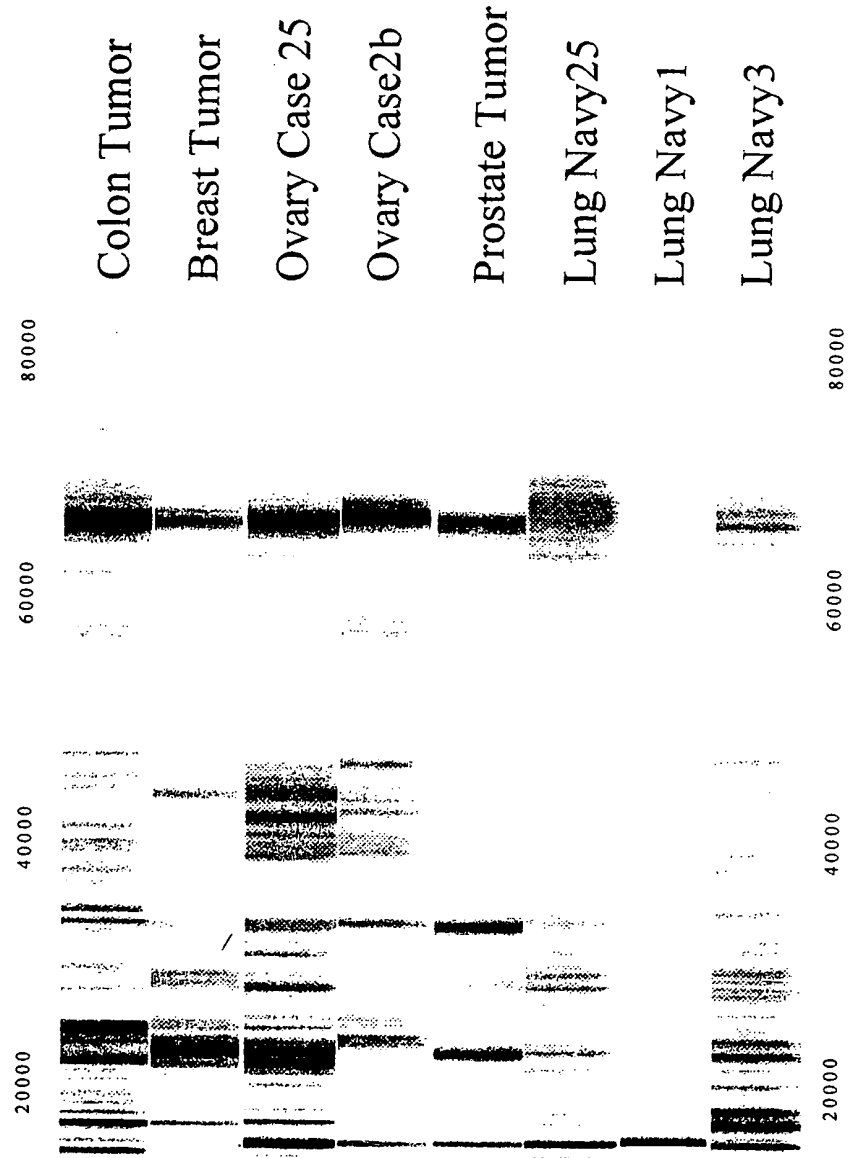 Colon Tumor
Breast Tumor
Ovary Case 25
Ovary Case2b
Prostate Tumor
Lung Navy25
Lung Navy1
Lung Navy3
80000
80000
60000
60000
40000
40000
20000
20000